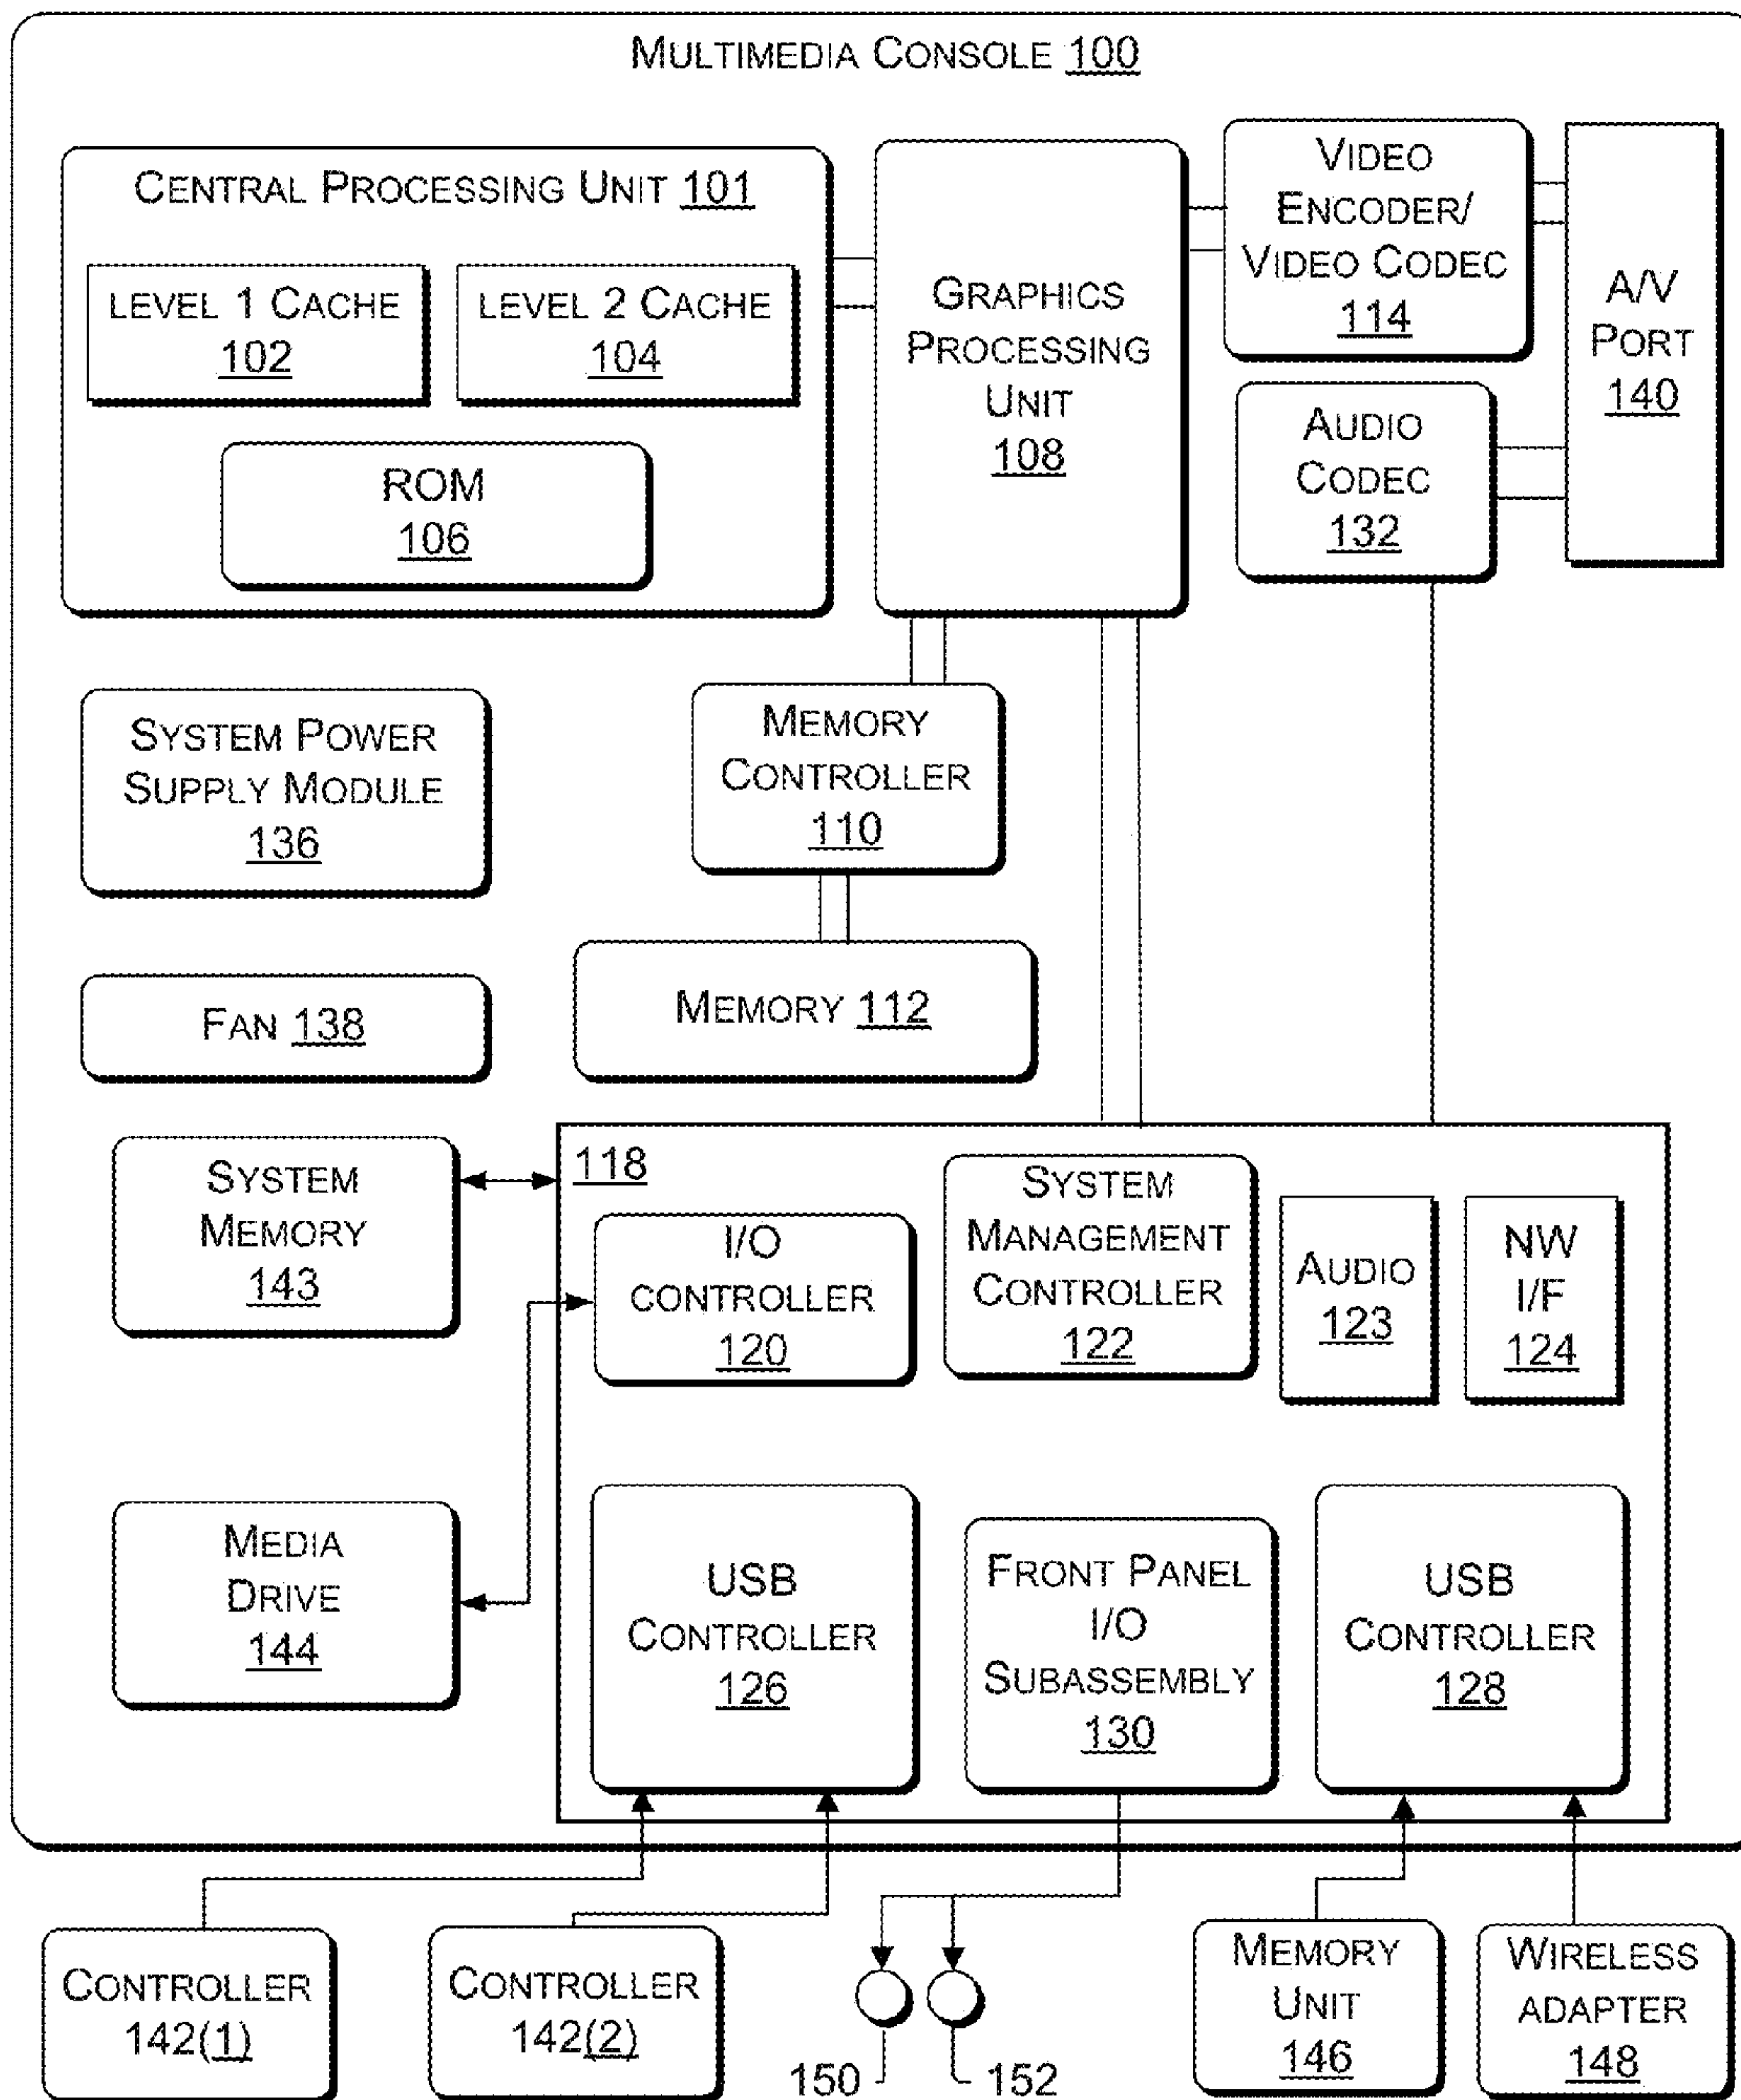 MULTIMEDIA CONSOLE 100
CENTRAL PROCESSING UNIT 101
LEVEL 1 CACHE
102
LEVEL 2 CACHE
104
ROM
106
GRAPHICS
PROCESSING
UNIT
108
VIDEO
ENCODER/
VIDEO CODEC
114
AUDIO
CODEC
132
A/V
PORT
140
SYSTEM POWER
SUPPLY MODULE
136
MEMORY
CONTROLLER
110
FAN 138
MEMORY 112
SYSTEM
MEMORY
143
118
I/O
CONTROLLER
120
SYSTEM
MANAGEMENT
CONTROLLER
122
AUDIO
123
NW
I/F
124
MEDIA
DRIVE
144
USB
CONTROLLER
126
FRONT PANEL
I/O
SUBASSEMBLY
130
USB
CONTROLLER
128
CONTROLLER
142(1)
CONTROLLER
142(2)
150
152
MEMORY
UNIT
146
WIRELESS
ADAPTER
148